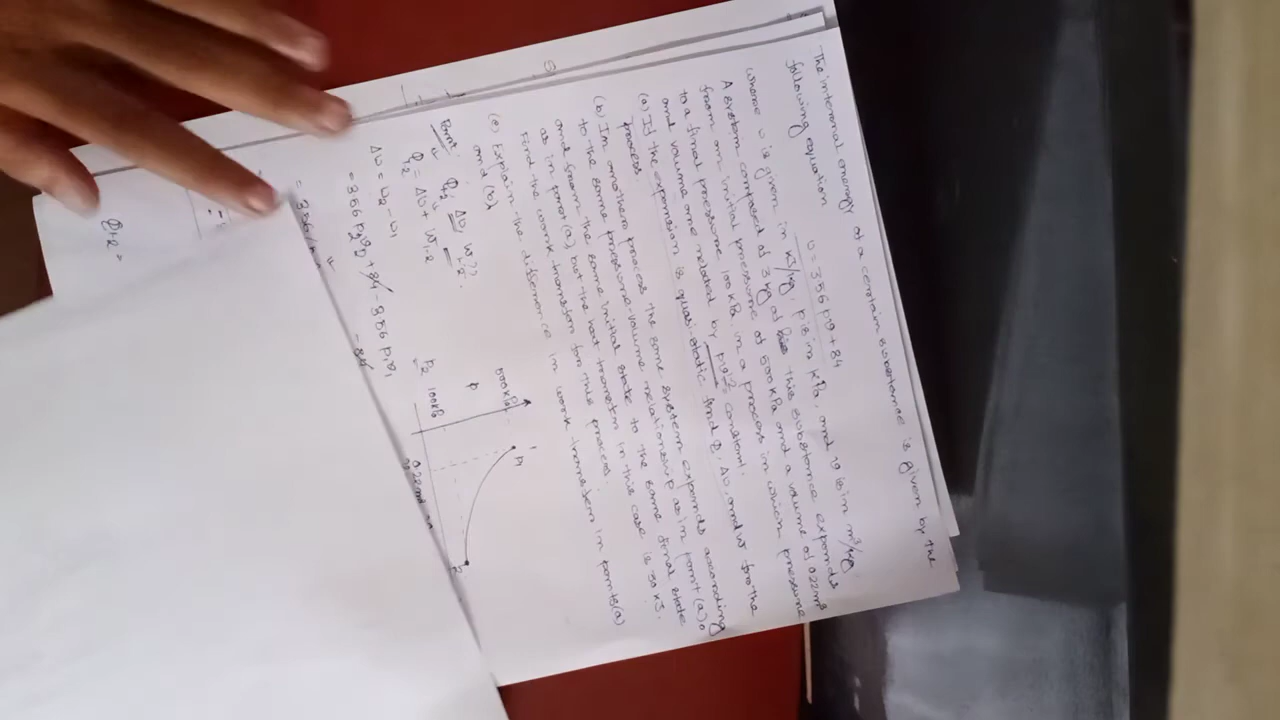 The internal energy of a certain substance is given by the
following equation
u = 356 pv + 84
where u is given in kJ/kg, p is in kPa, and v is in m³/kg
A system composed of 3 kg of this substance expands
from an initial pressure of 500 kPa and a volume of 0.22 m³
to a final pressure 100 kPa in a process in which pressure
and volume are related by constant.
(a) If the expansion is quasi-static find Q, ΔU, and W for the
process
(b) In another process the same system expands according
to the same pressure-volume relationship as in part (a)
and from the same initial state to the same final state
as in part (a) but the heat transfer in this case is 30 kJ.
Find the work transfer for this process.
(c) Explain the difference in work transfer in parts (a)
and (b)
ΔU, W ??
Q = ΔU + W₁₋₂
ΔU = U₂ - U₁
500 kPa
P
P₂ 100 kPa
P₁
Q₁₋₂ =